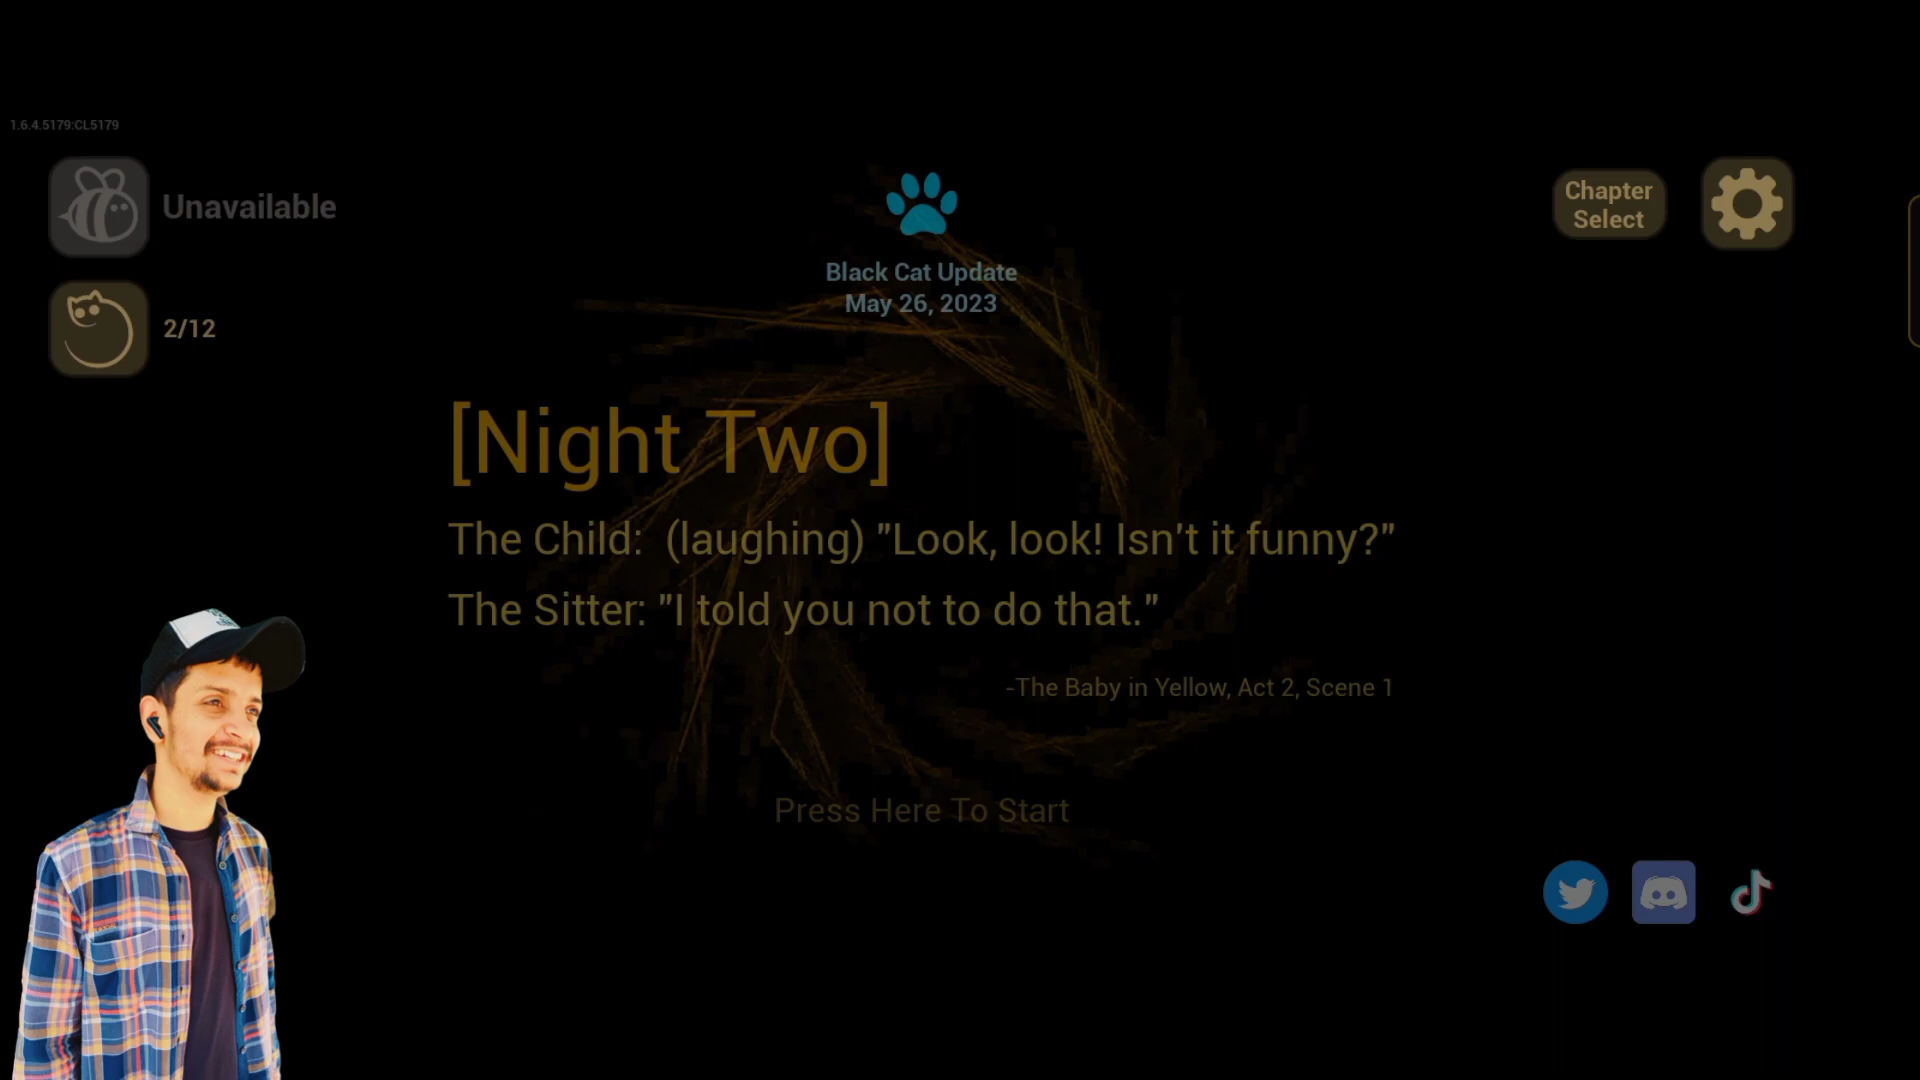 1.6.4.5179:CL5179
Unavailable
2/12
Black Cat Update
May 26, 2023
Chapter
Select
[Night Two]
The Child:  (laughing) "Look, look! Isn't it funny?"
The Sitter: "I told you not to do that."
-The Baby in Yellow, Act 2, Scene 1
Press Here To Start